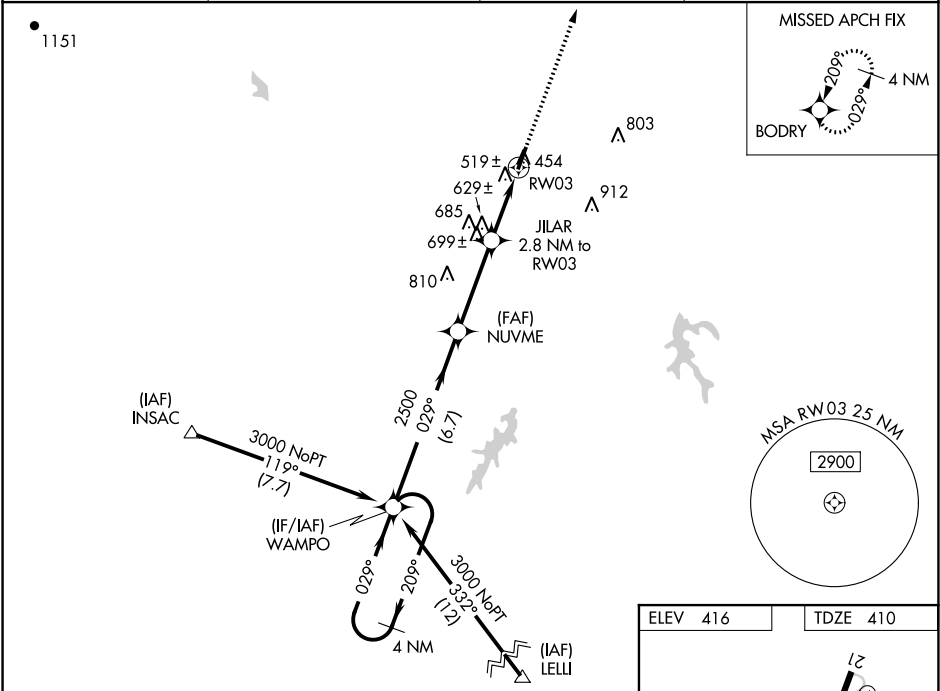 1151
MISSED APCH FIX
209°
4 NM
029°
BODRY
803
519 ±
454
RW03
629 ±
912
685
JILAR
2.8 NM to
RW03
699 ±
810
(FAF)
NUVME
2500
029°
(6.7)
(IAF)
INSAC
3000 NoPT
119°
(7.7)
MSA RW03 25 NM
2900
(IF/IAF)
WAMPO
029°
209°
4 NM
3000 NoPT
332°
(12)
(IAF)
LELLI
ELEV 416
TDZE 410
21